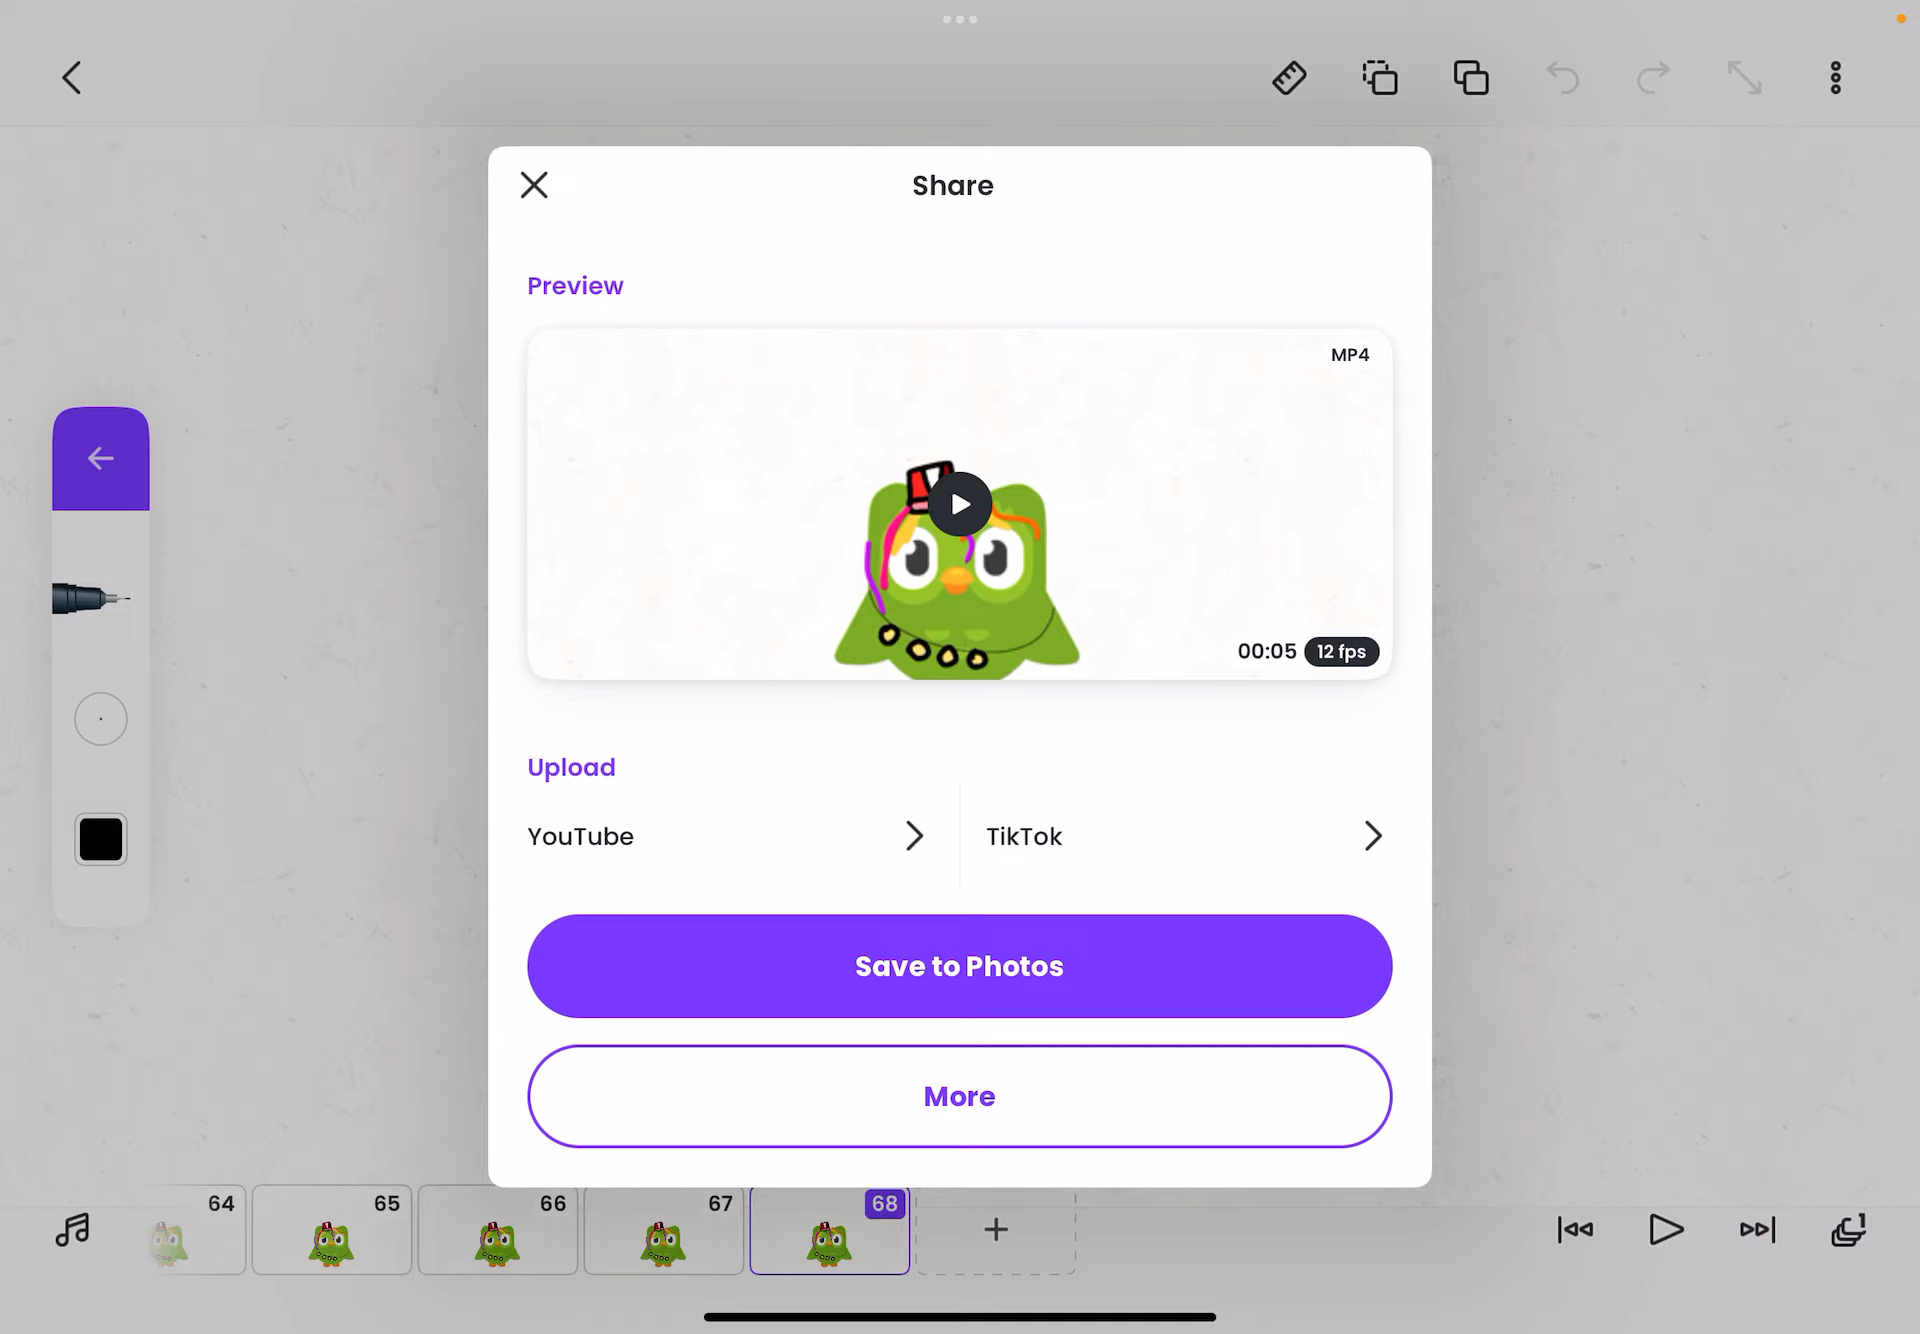 Share
Preview
MP4
00:05 12 fps
Upload
YouTube
TikTok
Save to Photos
More
64 65 66 67 68
1